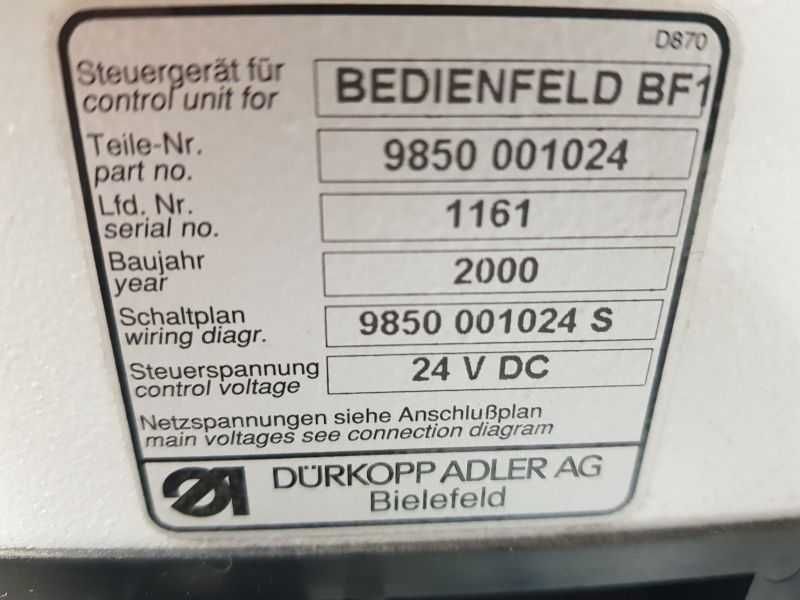 D870
Steuergerät für
control unit for
BEDIENFELD BF1
Teile-Nr.
part no.
9850 001024
Lfd. Nr.
serial no.
1161
Baujahr
year
2000
Schaltplan
wiring diagr.
9850 001024 S
Steuerspannung
control voltage
24 V DC
Netzspannungen siehe Anschlußplan
main voltages see connection diagram
DÜRKOPP ADLER AG
Bielefeld